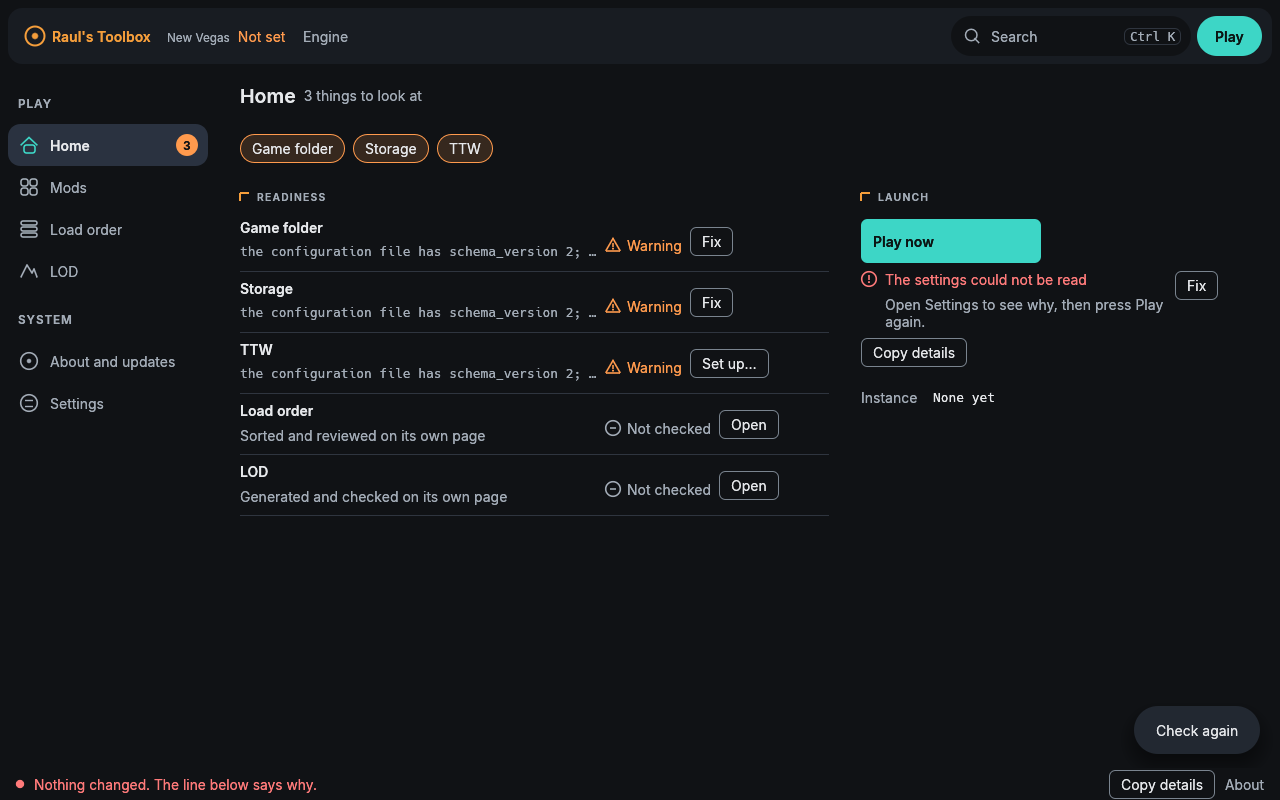 Raul's Toolbox New Vegas Not set Engine Search Ctrl K Play
PLAY
Home 3
Mods
Load order
LOD
SYSTEM
About and updates
Settings
Home 3 things to look at
Game folder Storage TTW
READINESS
Game folder
the configuration file has schema_version 2; … Warning Fix
Storage
the configuration file has schema_version 2; … Warning Fix
TTW
the configuration file has schema_version 2; … Warning Set up...
Load order
Sorted and reviewed on its own page Not checked Open
LOD
Generated and checked on its own page Not checked Open
LAUNCH
Play now
The settings could not be read Fix
Open Settings to see why, then press Play
again.
Copy details
Instance None yet
Check again
Nothing changed. The line below says why. Copy details About